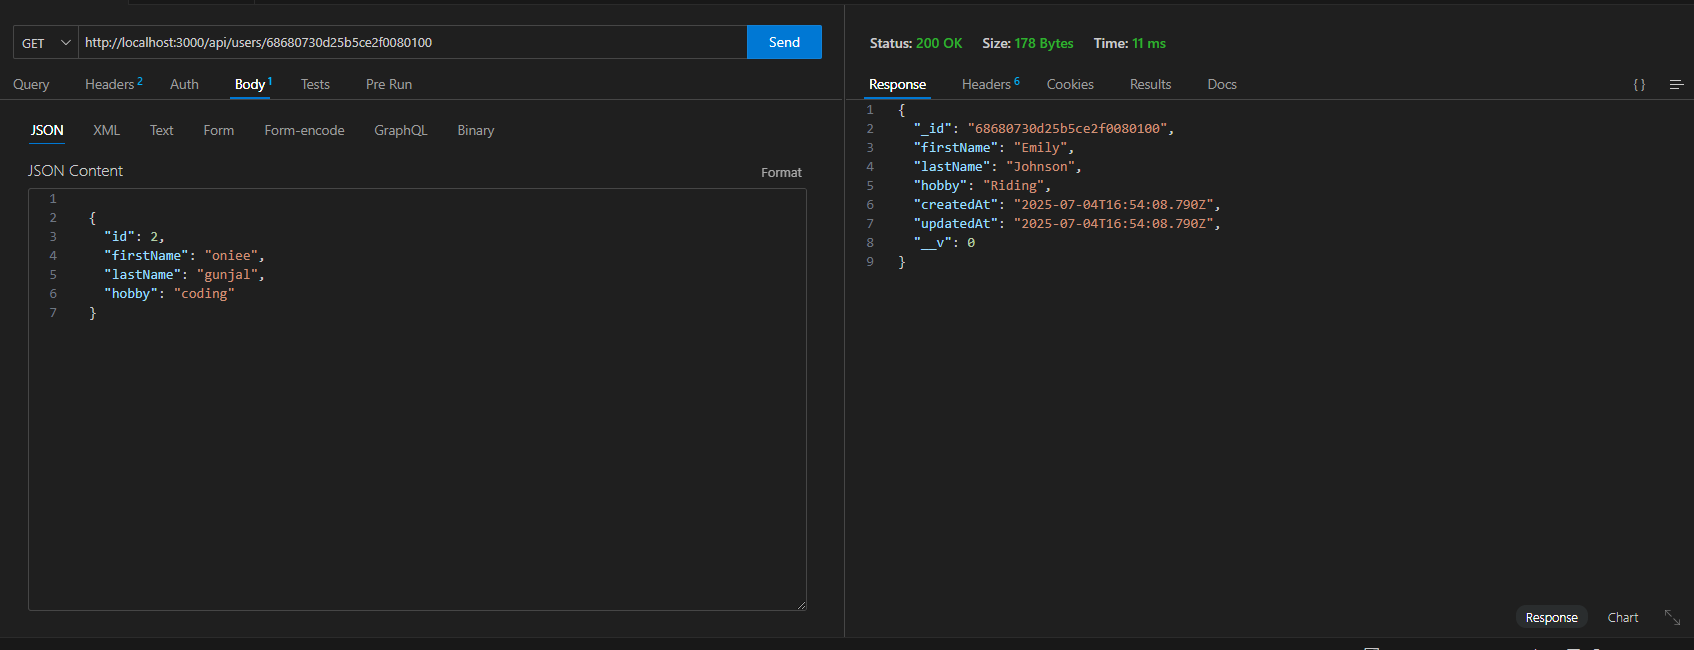 GET http://localhost:3000/api/users/68680730d25b5ce2f0080100 Send
Query Headers 2 Auth Body 1 Tests Pre Run
JSON XML Text Form Form-encode GraphQL Binary
JSON Content Format
1
2 {
3 "id": 2,
4 "firstName": "oniee",
5 "lastName": "gunjal",
6 "hobby": "coding"
7 }
Status: 200 OK Size: 178 Bytes Time: 11 ms
Response Headers 6 Cookies Results Docs { }
1 {
2 "_id": "68680730d25b5ce2f0080100",
3 "firstName": "Emily",
4 "lastName": "Johnson",
5 "hobby": "Riding",
6 "createdAt": "2025-07-04T16:54:08.790Z",
7 "updatedAt": "2025-07-04T16:54:08.790Z",
8 "__v": 0
9 }
Response Chart